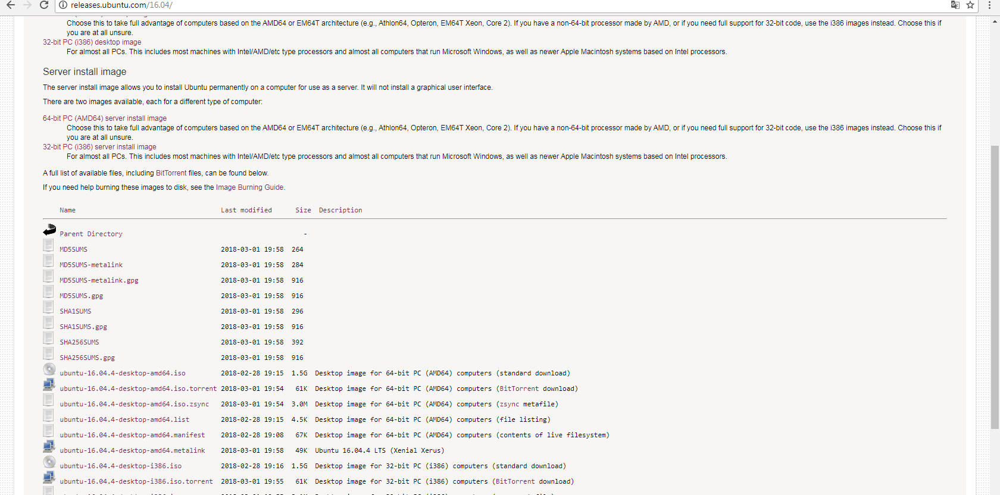 releases.ubuntu.com/16.04/
Choose this to take full advantage of computers based on the AMD64 or EM64T architecture (e.g., Athlon64, Opteron, EM64T Xeon, Core 2). If you have a non-64-bit processor made by AMD, or if you need full support for 32-bit code, use the i386 images instead. Choose this if
you are at all unsure.
32-bit PC (i386) desktop image
For almost all PCs. This includes most machines with Intel/AMD/etc type processors and almost all computers that run Microsoft Windows, as well as newer Apple Macintosh systems based on Intel processors.
Server install image
The server install image allows you to install Ubuntu permanently on a computer for use as a server. It will not install a graphical user interface.
There are two images available, each for a different type of computer:
64-bit PC (AMD64) server install image
Choose this to take full advantage of computers based on the AMD64 or EM64T architecture (e.g., Athlon64, Opteron, EM64T Xeon, Core 2). If you have a non-64-bit processor made by AMD, or if you need full support for 32-bit code, use the i386 images instead. Choose this if
you are at all unsure.
32-bit PC (i386) server install image
For almost all PCs. This includes most machines with Intel/AMD/etc type processors and almost all computers that run Microsoft Windows, as well as newer Apple Macintosh systems based on Intel processors.
A full list of available files, including BitTorrent files, can be found below.
If you need help burning these images to disk, see the Image Burning Guide.
Name Last modified Size Description
Parent Directory -
MD5SUMS 2018-03-01 19:58 264
MD5SUMS-metalink 2018-03-01 19:58 284
MD5SUMS-metalink.gpg 2018-03-01 19:58 916
MD5SUMS.gpg 2018-03-01 19:58 916
SHA1SUMS 2018-03-01 19:58 296
SHA1SUMS.gpg 2018-03-01 19:58 916
SHA256SUMS 2018-03-01 19:58 392
SHA256SUMS.gpg 2018-03-01 19:58 916
ubuntu-16.04.4-desktop-amd64.iso 2018-02-28 19:15 1.5G Desktop image for 64-bit PC (AMD64) computers (standard download)
ubuntu-16.04.4-desktop-amd64.iso.torrent 2018-03-01 19:54 61K Desktop image for 64-bit PC (AMD64) computers (BitTorrent download)
ubuntu-16.04.4-desktop-amd64.iso.zsync 2018-03-01 19:54 3.0M Desktop image for 64-bit PC (AMD64) computers (zsync metafile)
ubuntu-16.04.4-desktop-amd64.list 2018-02-28 19:15 4.5K Desktop image for 64-bit PC (AMD64) computers (file listing)
ubuntu-16.04.4-desktop-amd64.manifest 2018-02-28 19:08 67K Desktop image for 64-bit PC (AMD64) computers (contents of live filesystem)
ubuntu-16.04.4-desktop-amd64.metalink 2018-03-01 19:58 49K Ubuntu 16.04.4 LTS (Xenial Xerus)
ubuntu-16.04.4-desktop-i386.iso 2018-02-28 19:16 1.5G Desktop image for 32-bit PC (i386) computers (standard download)
ubuntu-16.04.4-desktop-i386.iso.torrent 2018-03-01 19:55 61K Desktop image for 32-bit PC (i386) computers (BitTorrent download)